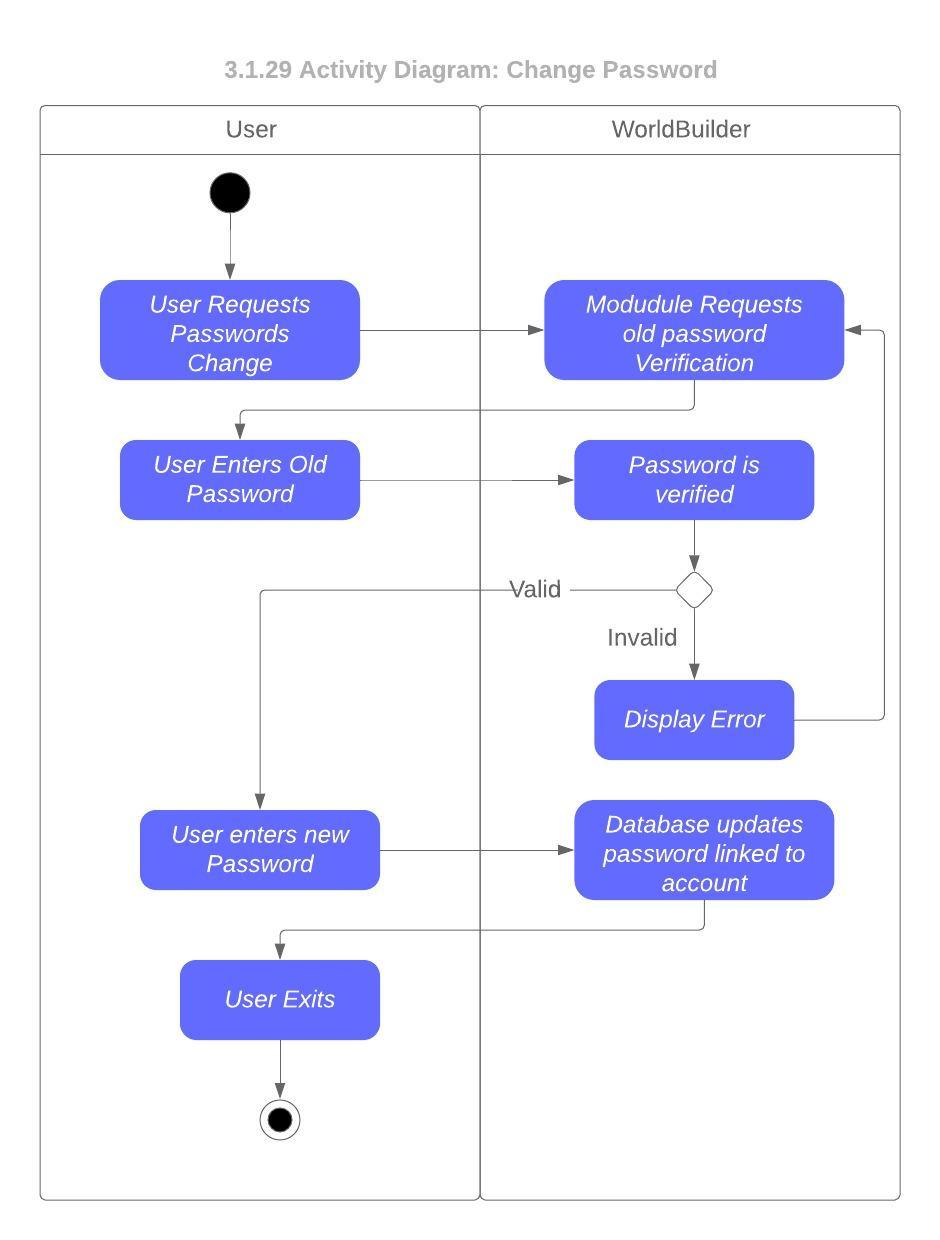 3.1.29 Activity Diagram: Change Password
User
WorldBuilder
User Requests
Passwords
Change
Modudule Requests
old password
Verification
User Enters Old
Password
Password is
verified
Valid
Invalid
Display Error
User enters new
Password
Database updates
password linked to
account
User Exits